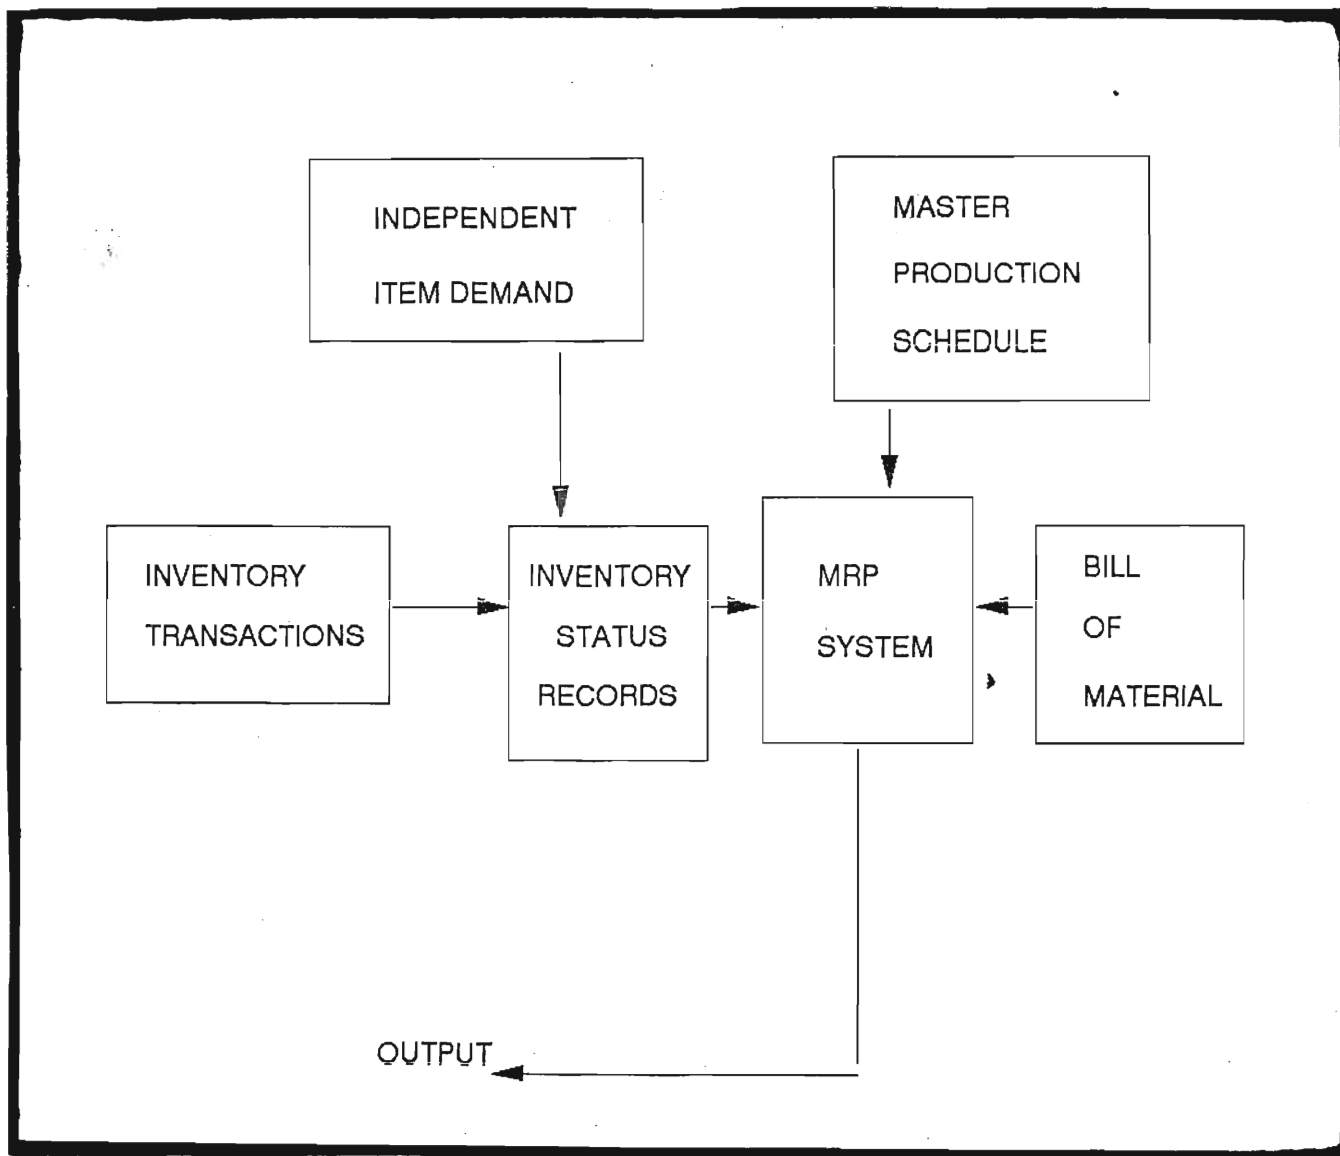 INDEPENDENT
ITEM DEMAND
MASTER
PRODUCTION
SCHEDULE
INVENTORY
TRANSACTIONS
INVENTORY
STATUS
RECORDS
MRP
SYSTEM
BILL
OF
MATERIAL
OUTPUT